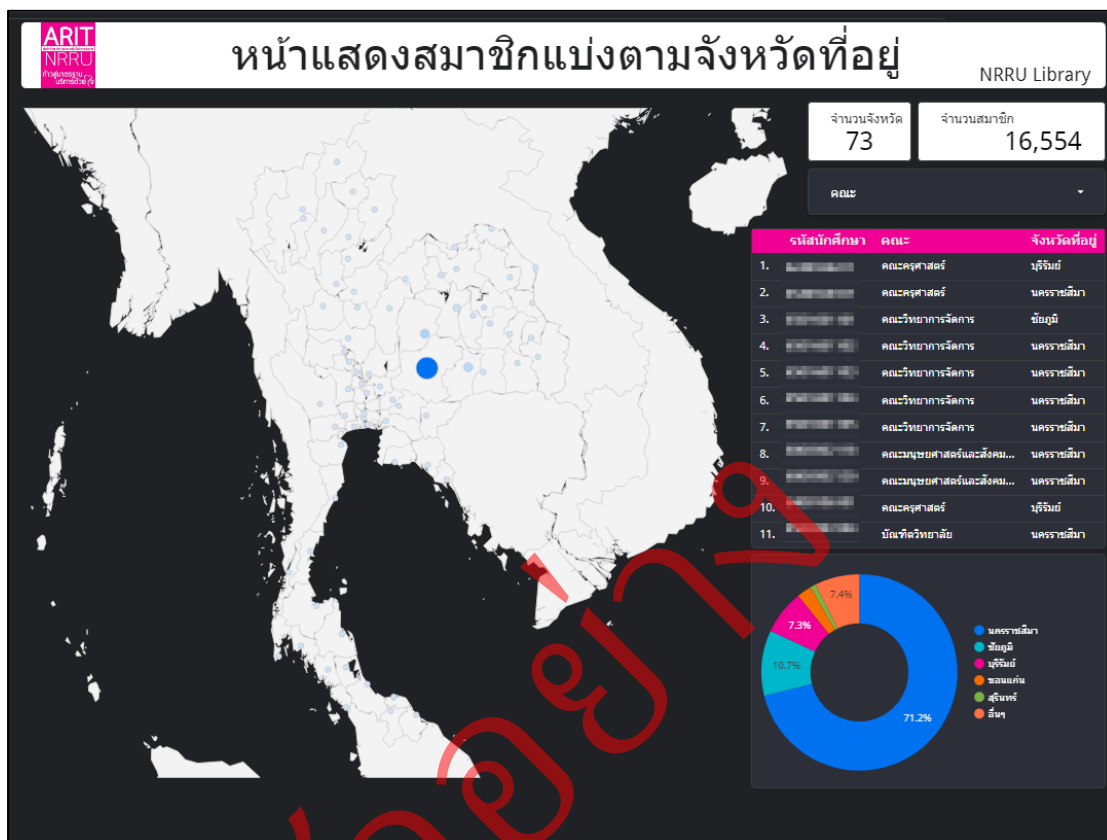 ARIT
NRRU
หน้าแสดงสมาชิกแบ่งตามจังหวัดที่อยู่
NRRU Library
จำนวนจังหวัด
73
จำนวนสมาชิก
16,554
คณะ
รหัสนักศึกษา คณะ จังหวัดที่อยู่
1. คณะครุศาสตร์ บุรีรัมย์
2. คณะครุศาสตร์ นครราชสีมา
3. คณะวิทยาการจัดการ ชัยภูมิ
4. คณะวิทยาการจัดการ นครราชสีมา
5. คณะวิทยาการจัดการ นครราชสีมา
6. คณะวิทยาการจัดการ นครราชสีมา
7. คณะวิทยาการจัดการ นครราชสีมา
8. คณะมนุษยศาสตร์และสังคม... นครราชสีมา
9. คณะมนุษยศาสตร์และสังคม... นครราชสีมา
10. คณะครุศาสตร์ บุรีรัมย์
11. บัณฑิตวิทยาลัย นครราชสีมา
7.4%
7.3%
10.7%
71.2%
นครราชสีมา
ชัยภูมิ
บุรีรัมย์
ขอนแก่น
สุรินทร์
อื่นๆ